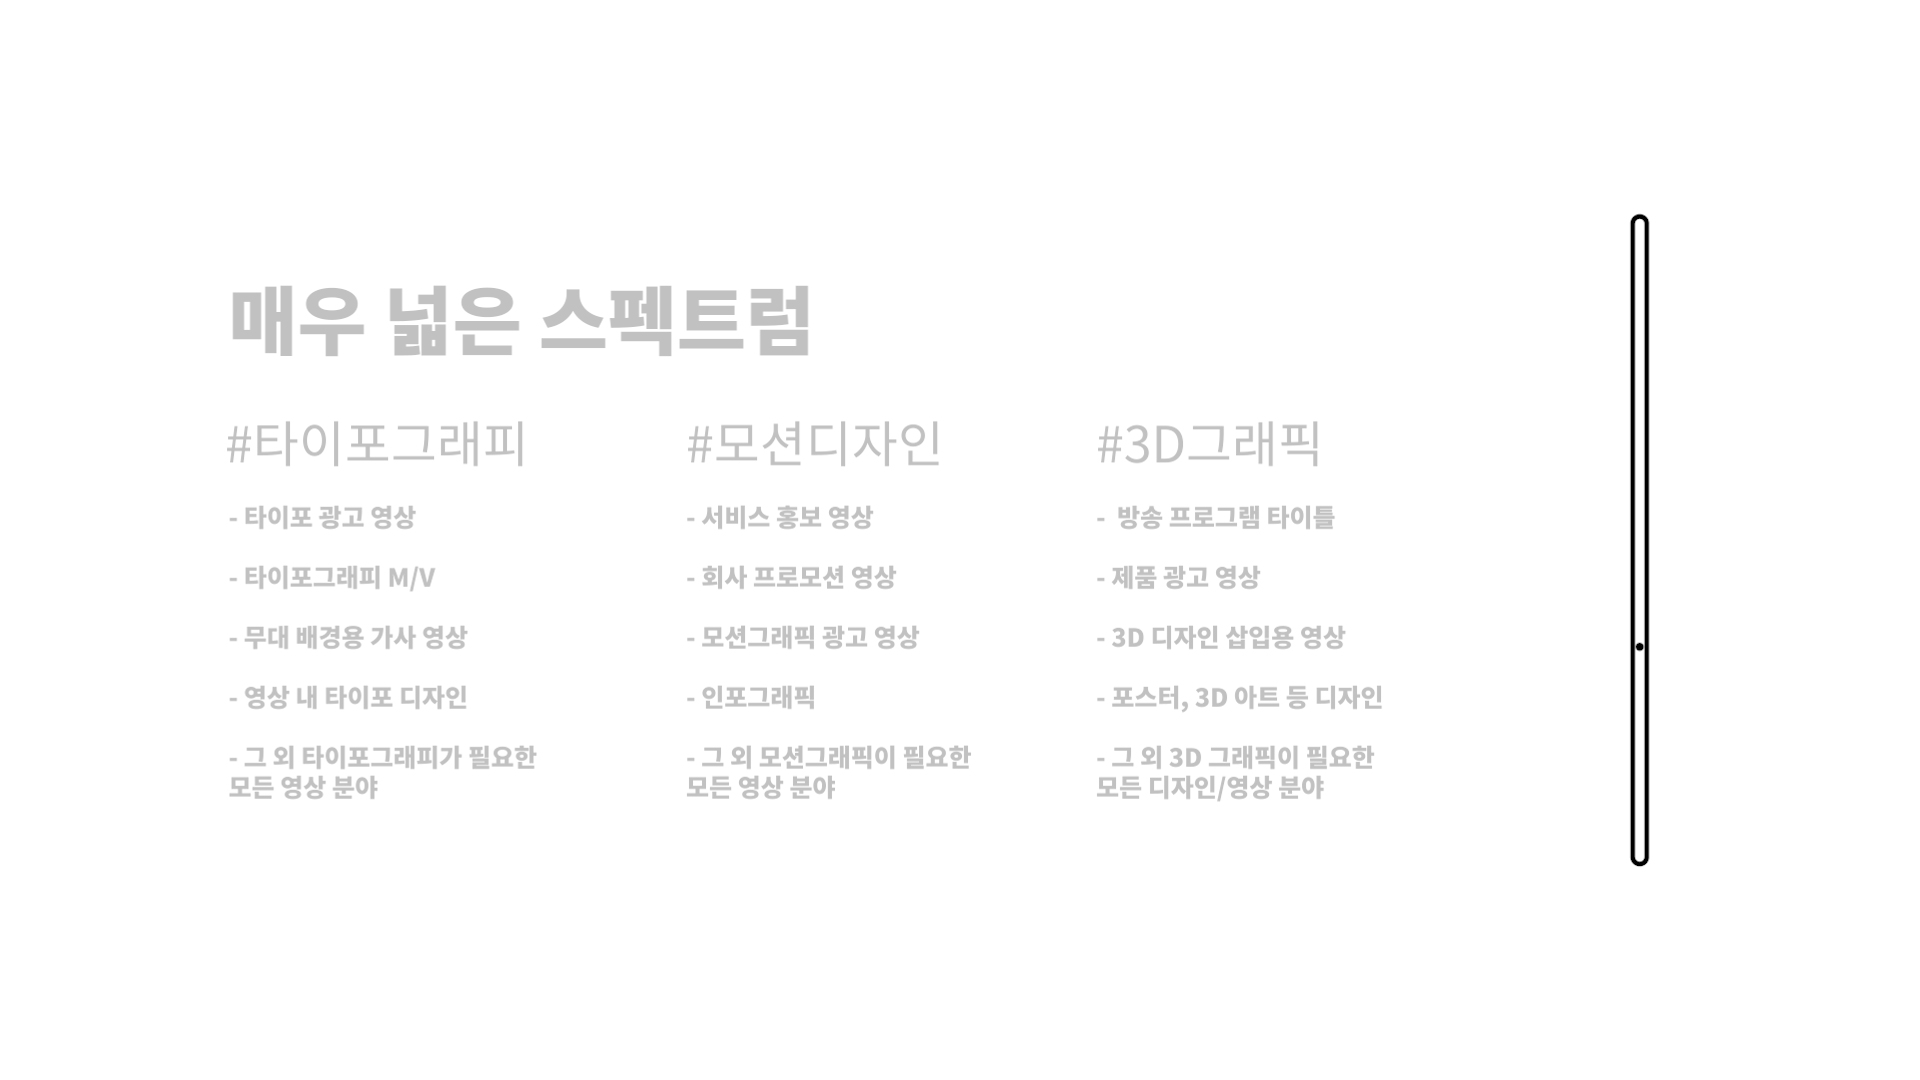 매우 넓은 스펙트럼
#타이포그래피
- 타이포 광고 영상
- 타이포그래피 M/V
- 무대 배경용 가사 영상
- 영상 내 타이포 디자인
- 그 외 타이포그래피가 필요한
모든 영상 분야
#모션디자인
- 서비스 홍보 영상
- 회사 프로모션 영상
- 모션그래픽 광고 영상
- 인포그래픽
- 그 외 모션그래픽이 필요한
모든 영상 분야
#3D그래픽
- 방송 프로그램 타이틀
- 제품 광고 영상
- 3D 디자인 삽입용 영상
- 포스터, 3D 아트 등 디자인
- 그 외 3D 그래픽이 필요한
모든 디자인/영상 분야